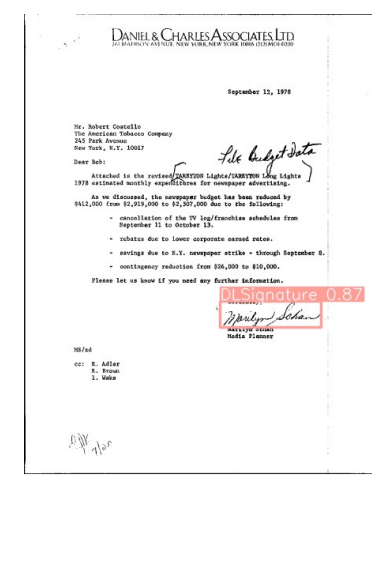 DANIEL & CHARLES ASSOCIATES, LTD.
261 MADISON AVENUE, NEW YORK, NEW YORK 10016 (212)661-0200
September 12, 1978
Mr. Robert Costello
The American Tobacco Company
245 Park Avenue
New York, N.Y. 10017
File Budget Data
Dear Bob:
Attached is the revised TAREYTON Lights/TAREYTON Long Lights
1978 estimated monthly expenditures for newspaper advertising.
As we discussed, the newspaper budget has been reduced by
$412,000 from $2,919,000 to $2,507,000 due to the following:
- cancellation of the TV log/franchise schedules from
September 11 to October 13.
- rebates due to lower corporate earned rates.
- savings due to N.Y. newspaper strike - through September 8.
- contingency reduction from $26,000 to $10,000.
Please let us know if you need any further information.
DLSignature 0.87
Marilyn Schan
Marilyn Schan
Media Planner
MS/sd
cc: E. Adler
R. Brown